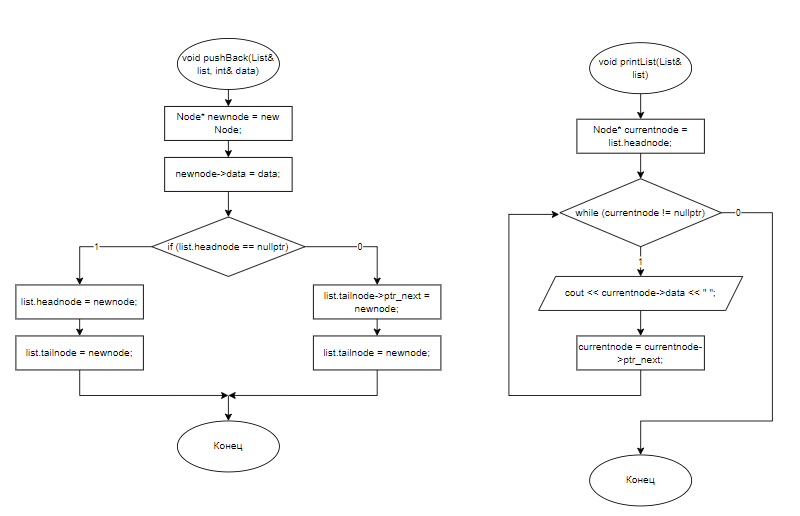 void pushBack(List&
list, int& data)
Node* newnode = new
Node;
newnode->data = data;
if (list.headnode == nullptr)
1
0
list.headnode = newnode;
list.tailnode = newnode;
list.tailnode->ptr_next =
newnode;
list.tailnode = newnode;
Конец
void printList(List&
list)
Node* currentnode =
list.headnode;
while (currentnode != nullptr)
0
1
cout << currentnode->data << " ";
currentnode = currentnode-
>ptr_next;
Конец